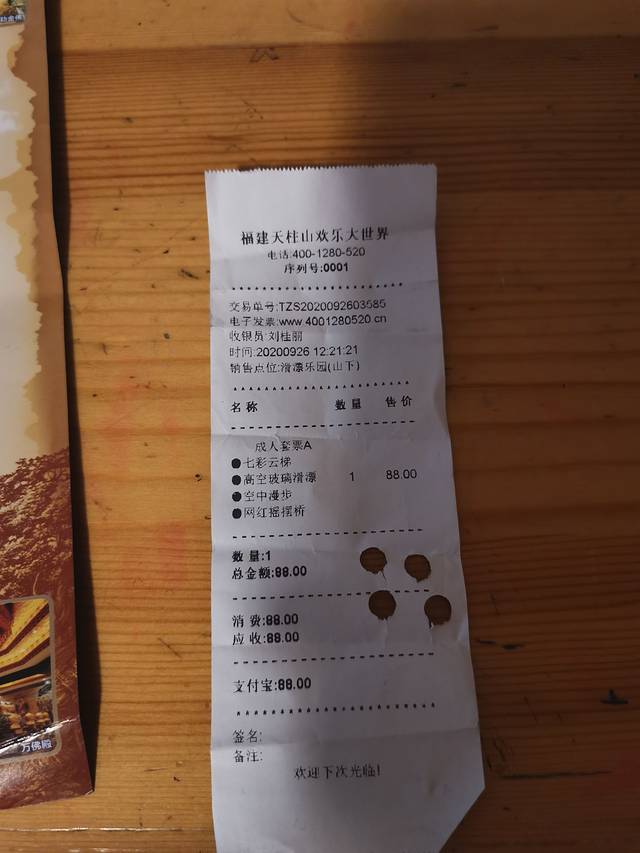 福建天柱山欢乐大世界
电话:400-1280-520
序列号:0001
交易单号:TZS2020092603585
电子发票:www.4001280520.cn
收银员:刘桂丽
时间:20200926 12:21:21
销售点位:滑漂乐园(山下)
名称 数量 售价
成人套票A
●七彩云梯
●高空玻璃滑漂 1 88.00
●空中漫步
●网红摇摆桥
数量:1
总金额:88.00
消费:88.00
应收:88.00
支付宝:88.00
签名:
备注:
欢迎下次光临!
万佛殿